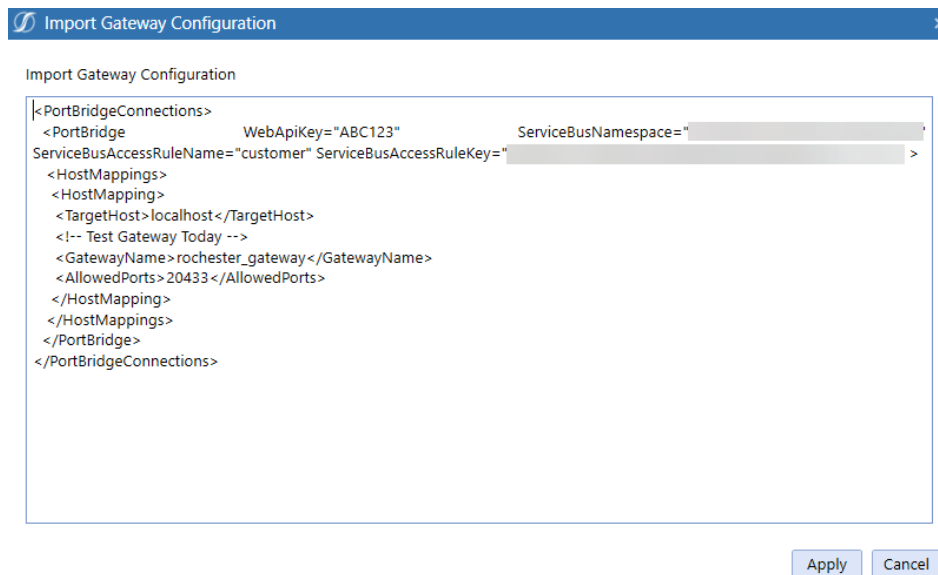 Import Gateway Configuration
Import Gateway Configuration
<PortBridgeConnections>
<PortBridge WebApiKey="ABC123" ServiceBusNamespace=" "
ServiceBusAccessRuleName="customer" ServiceBusAccessRuleKey=" >
<HostMappings>
<HostMapping>
<TargetHost>localhost</TargetHost>
<!-- Test Gateway Today -->
<GatewayName>rochester_gateway</GatewayName>
<AllowedPorts>20433</AllowedPorts>
</HostMapping>
</HostMappings>
</PortBridge>
</PortBridgeConnections>
Apply Cancel